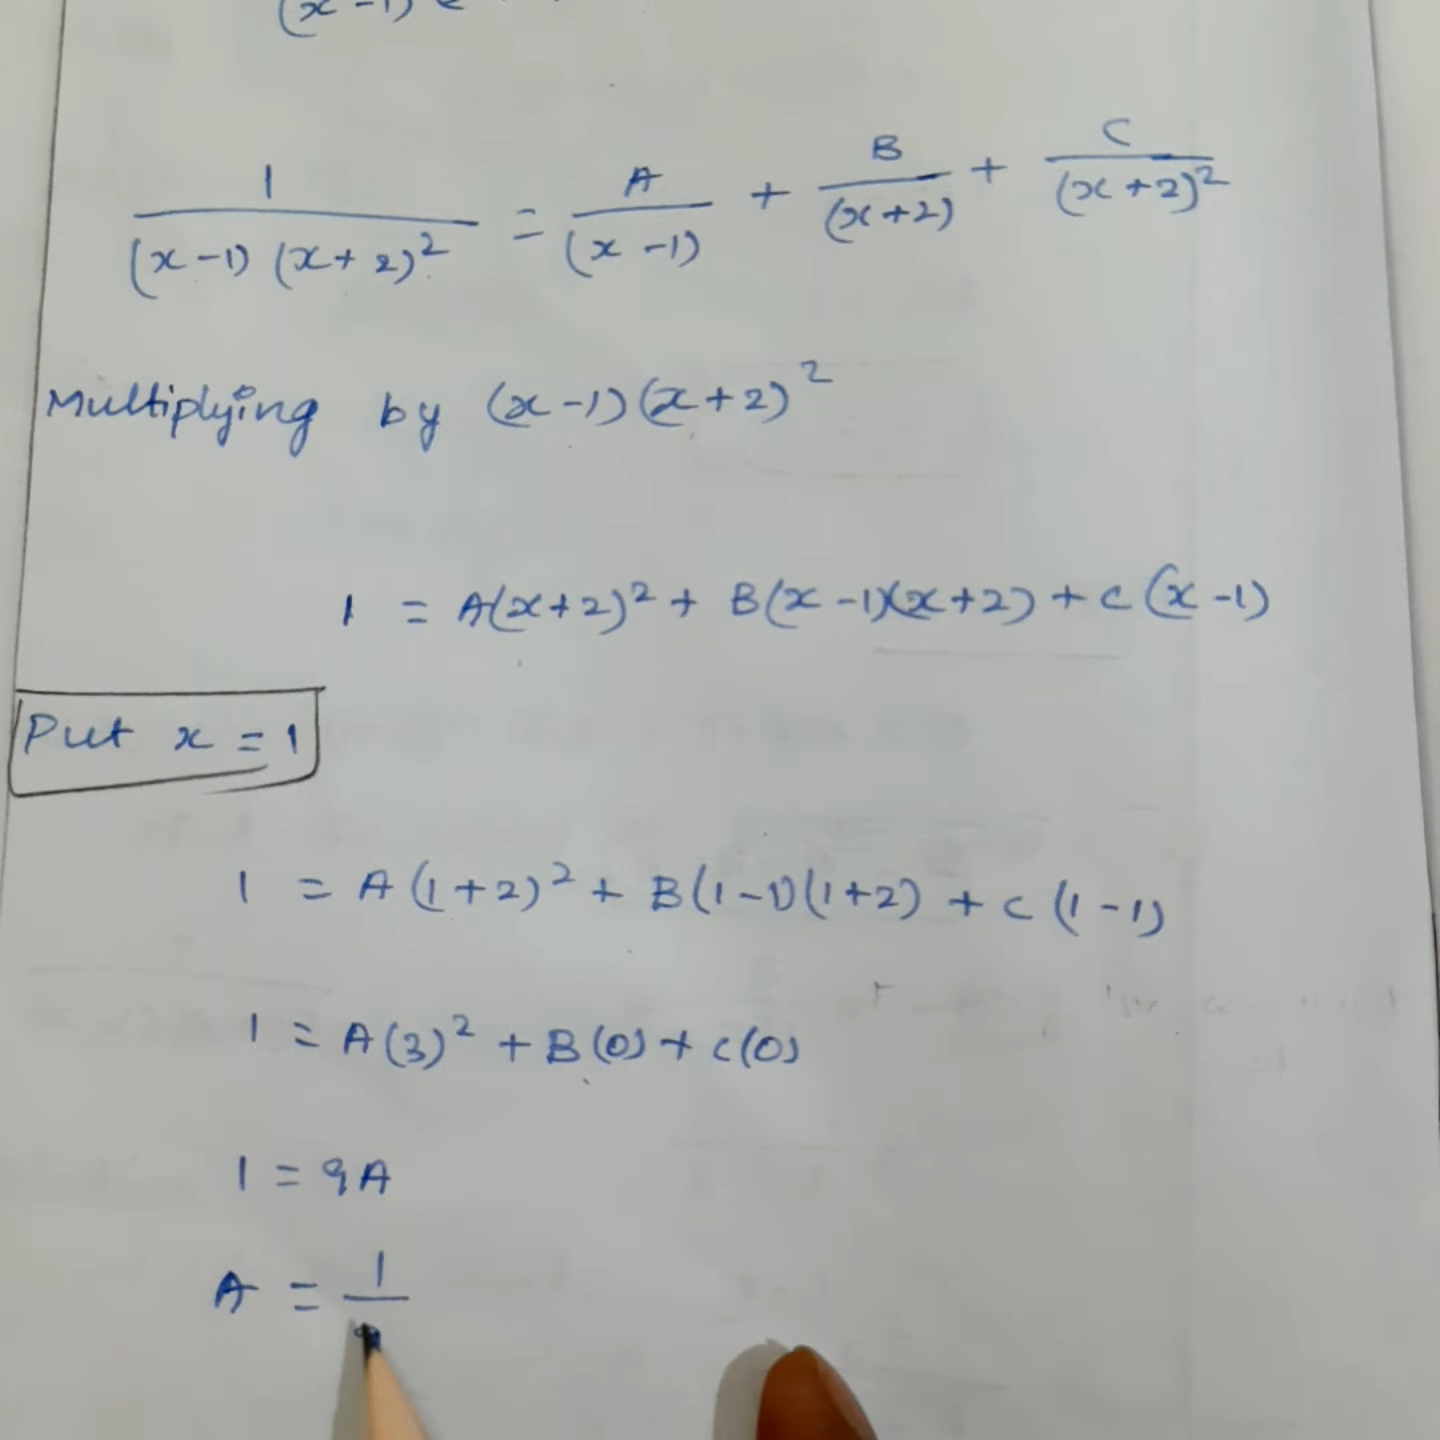 (x-1)
1/((x-1)(x+2)²) = A/(x-1) + B/(x+2) + C/(x+2)²
Multiplying by (x-1)(x+2)²
1 = A(x+2)² + B(x-1)(x+2) + C(x-1)
Put x = 1
1 = A(1+2)² + B(1-1)(1+2) + C(1-1)
1 = A(3)² + B(0) + C(0)
1 = 9A
A = 1/9